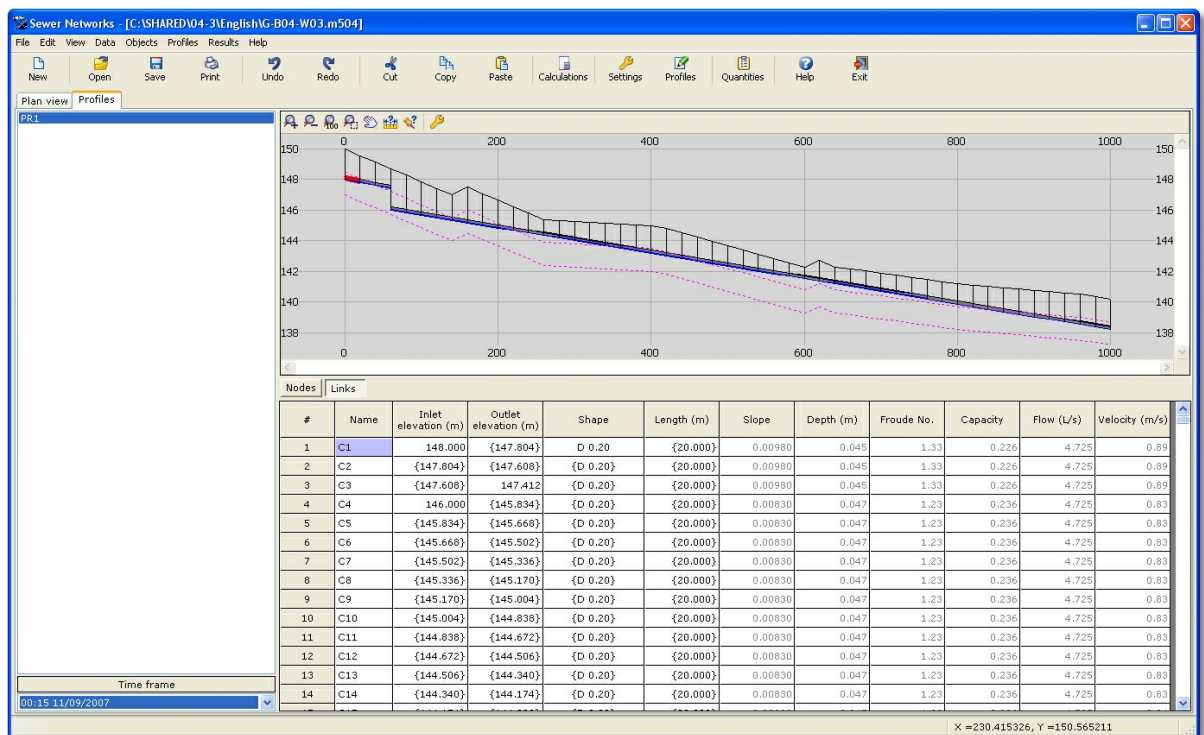 Sewer Networks - [C:\SHARED\04-3\English\G-B04-W03.m504]
File Edit View Data Objects Profiles Results Help
New Open Save Print Undo Redo Cut Copy Paste Calculations Settings Profiles Quantities Help Exit
Plan view Profiles
PR1
100
0 200 400 600 800 1000
150 150
148 148
146 146
144 144
142 142
140 140
138 138
0 200 400 600 800 1000
Nodes Links
# Name Inlet elevation (m) Outlet elevation (m) Shape Length (m) Slope Depth (m) Froude No. Capacity Flow (L/s) Velocity (m/s)
1 C1 148.000 {147.804} D 0.20 {20.000} 0.00980 0.045 1.33 0.226 4.725 0.89
2 C2 {147.804} {147.608} {D 0.20} {20.000} 0.00980 0.045 1.33 0.226 4.725 0.89
3 C3 {147.608} 147.412 {D 0.20} {20.000} 0.00980 0.045 1.33 0.226 4.725 0.89
4 C4 146.000 {145.834} {D 0.20} {20.000} 0.00830 0.047 1.23 0.236 4.725 0.83
5 C5 {145.834} {145.668} {D 0.20} {20.000} 0.00830 0.047 1.23 0.236 4.725 0.83
6 C6 {145.668} {145.502} {D 0.20} {20.000} 0.00830 0.047 1.23 0.236 4.725 0.83
7 C7 {145.502} {145.336} {D 0.20} {20.000} 0.00830 0.047 1.23 0.236 4.725 0.83
8 C8 {145.336} {145.170} {D 0.20} {20.000} 0.00830 0.047 1.23 0.236 4.725 0.83
9 C9 {145.170} {145.004} {D 0.20} {20.000} 0.00830 0.047 1.23 0.236 4.725 0.83
10 C10 {145.004} {144.838} {D 0.20} {20.000} 0.00830 0.047 1.23 0.236 4.725 0.83
11 C11 {144.838} {144.672} {D 0.20} {20.000} 0.00830 0.047 1.23 0.236 4.725 0.83
12 C12 {144.672} {144.506} {D 0.20} {20.000} 0.00830 0.047 1.23 0.236 4.725 0.83
13 C13 {144.506} {144.340} {D 0.20} {20.000} 0.00830 0.047 1.23 0.236 4.725 0.83
14 C14 {144.340} {144.174} {D 0.20} {20.000} 0.00830 0.047 1.23 0.236 4.725 0.83
Time frame
00:15 11/09/2007
X =230.415326, Y =150.565211